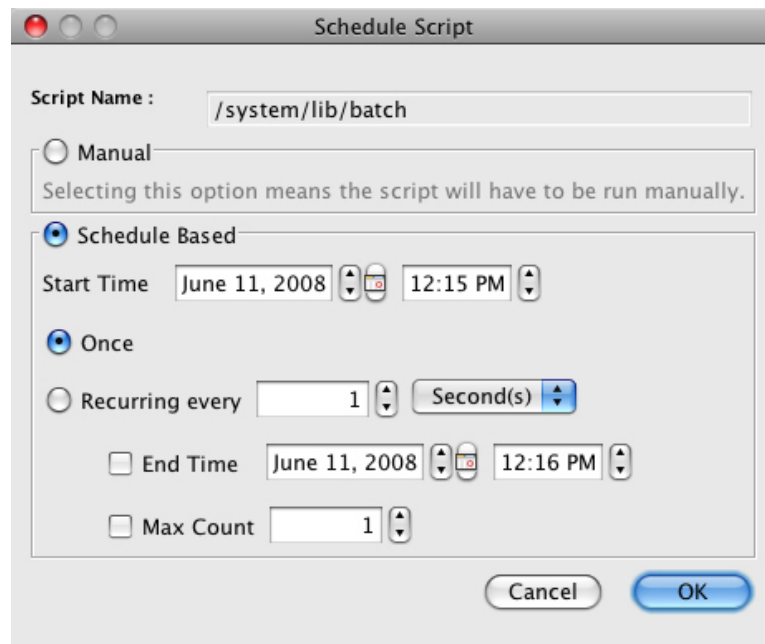 Schedule Script
Script Name :
/system/lib/batch
Manual
Selecting this option means the script will have to be run manually.
Schedule Based
Start Time June 11, 2008 12:15 PM
Once
Recurring every 1 Second(s)
End Time June 11, 2008 12:16 PM
Max Count 1
Cancel OK